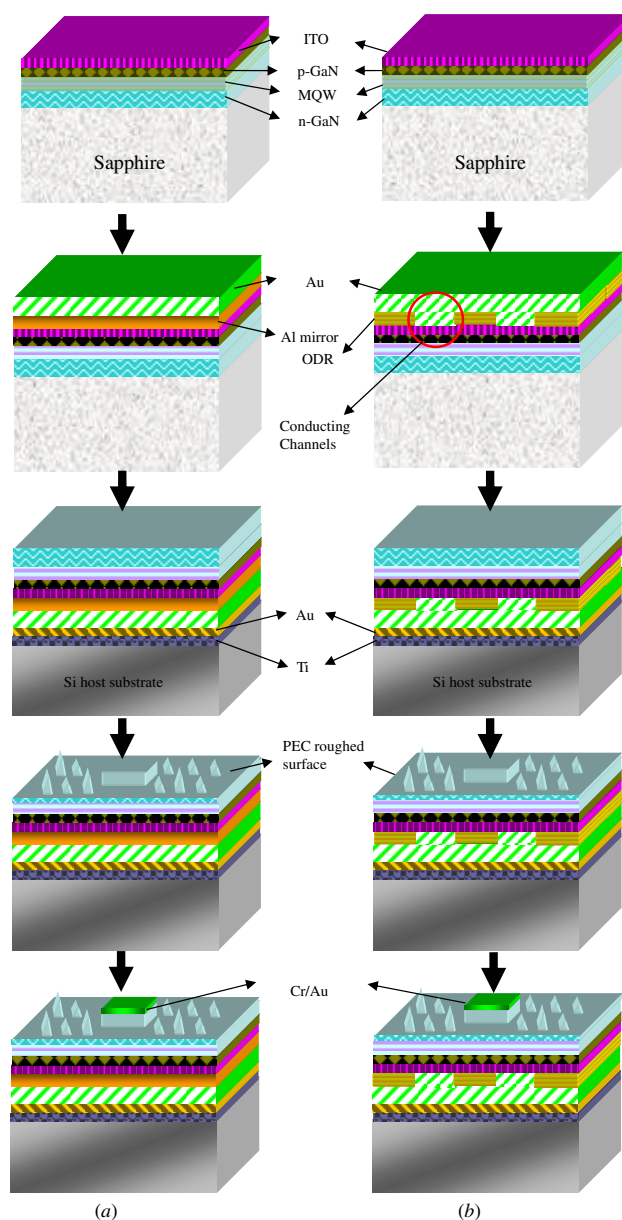 ITO
p-GaN
MQW
n-GaN
Sapphire
Sapphire
Au
Al mirror
ODR
Conducting
Channels
Au
Ti
Si host substrate
Si host substrate
PEC roughed
surface
Cr/Au
(a)
(b)